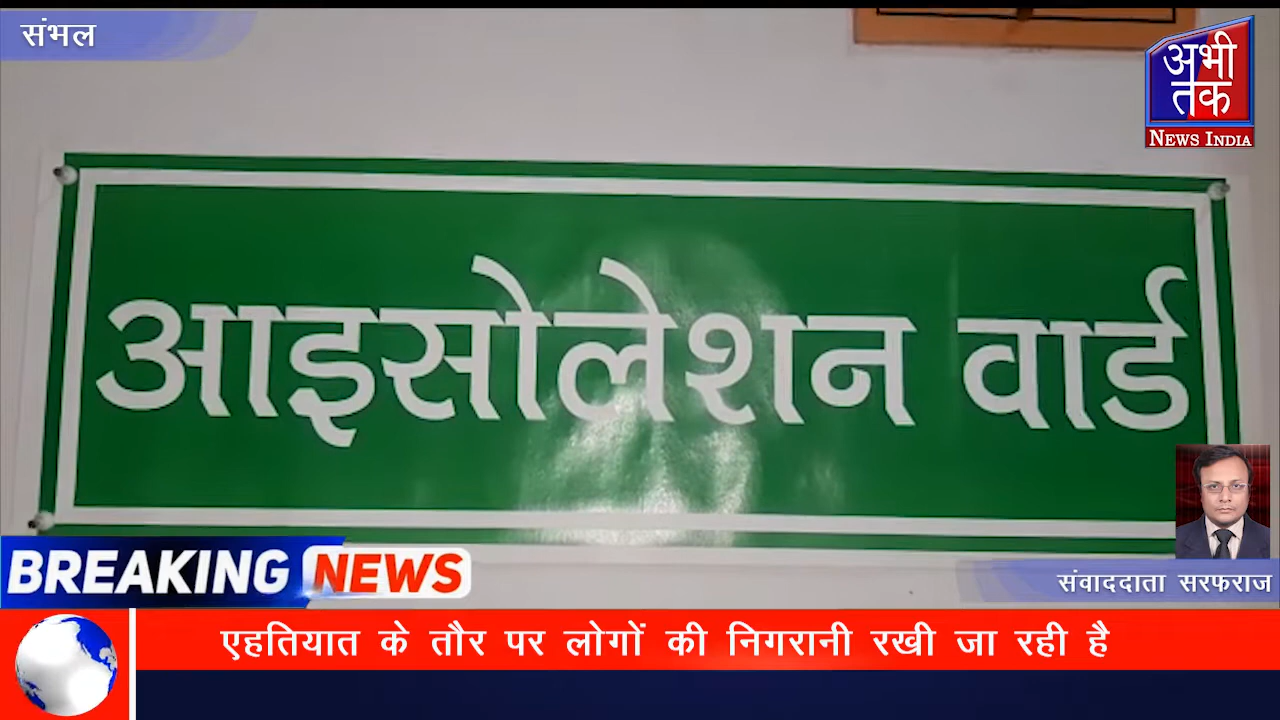 संभल
अभी
तक
NEWS INDIA
आइसोलेशन वार्ड
BREAKING NEWS
संवाददाता सरफराज
एहतियात के तौर पर लोगों की निगरानी रखी जा रही है